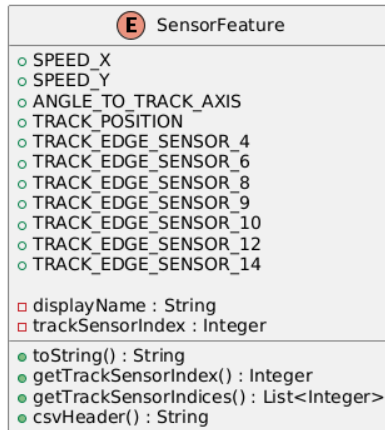 E SensorFeature
SPEED_X
SPEED_Y
ANGLE_TO_TRACK_AXIS
TRACK_POSITION
TRACK_EDGE_SENSOR_4
TRACK_EDGE_SENSOR_6
TRACK_EDGE_SENSOR_8
TRACK_EDGE_SENSOR_9
TRACK_EDGE_SENSOR_10
TRACK_EDGE_SENSOR_12
TRACK_EDGE_SENSOR_14
displayName : String
trackSensorIndex : Integer
toString() : String
getTrackSensorIndex() : Integer
getTrackSensorIndices() : List<Integer>
csvHeader() : String